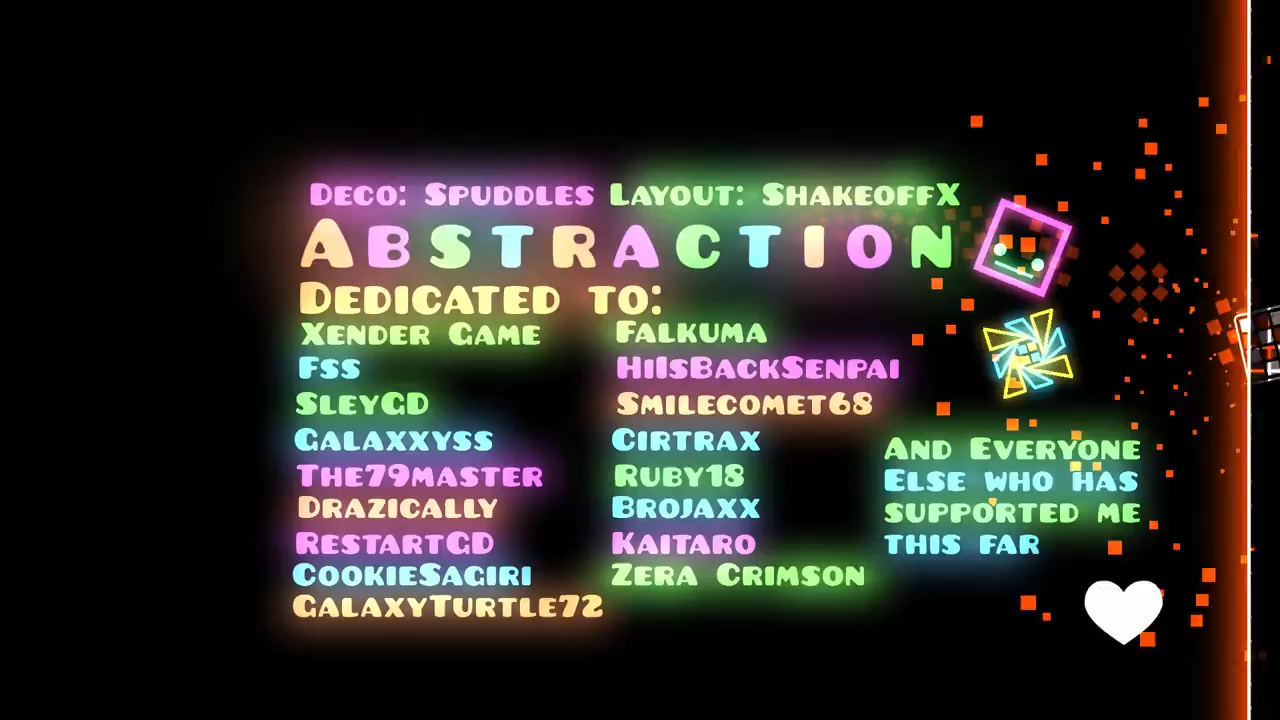 Deco: Spuddles Layout: ShakeoffX
Abstraction
Dedicated to:
Xender Game
Fss
SleyGD
Galaxxyss
The79master
Drazically
RestartGD
CookieSagiri
GalaxyTurtle72
Falkuma
HiIsBackSenpai
Smilecomet68
Cirtrax
Ruby18
Brojaxx
Kaitaro
Zera Crimson
And Everyone
Else who has
supported me
this far